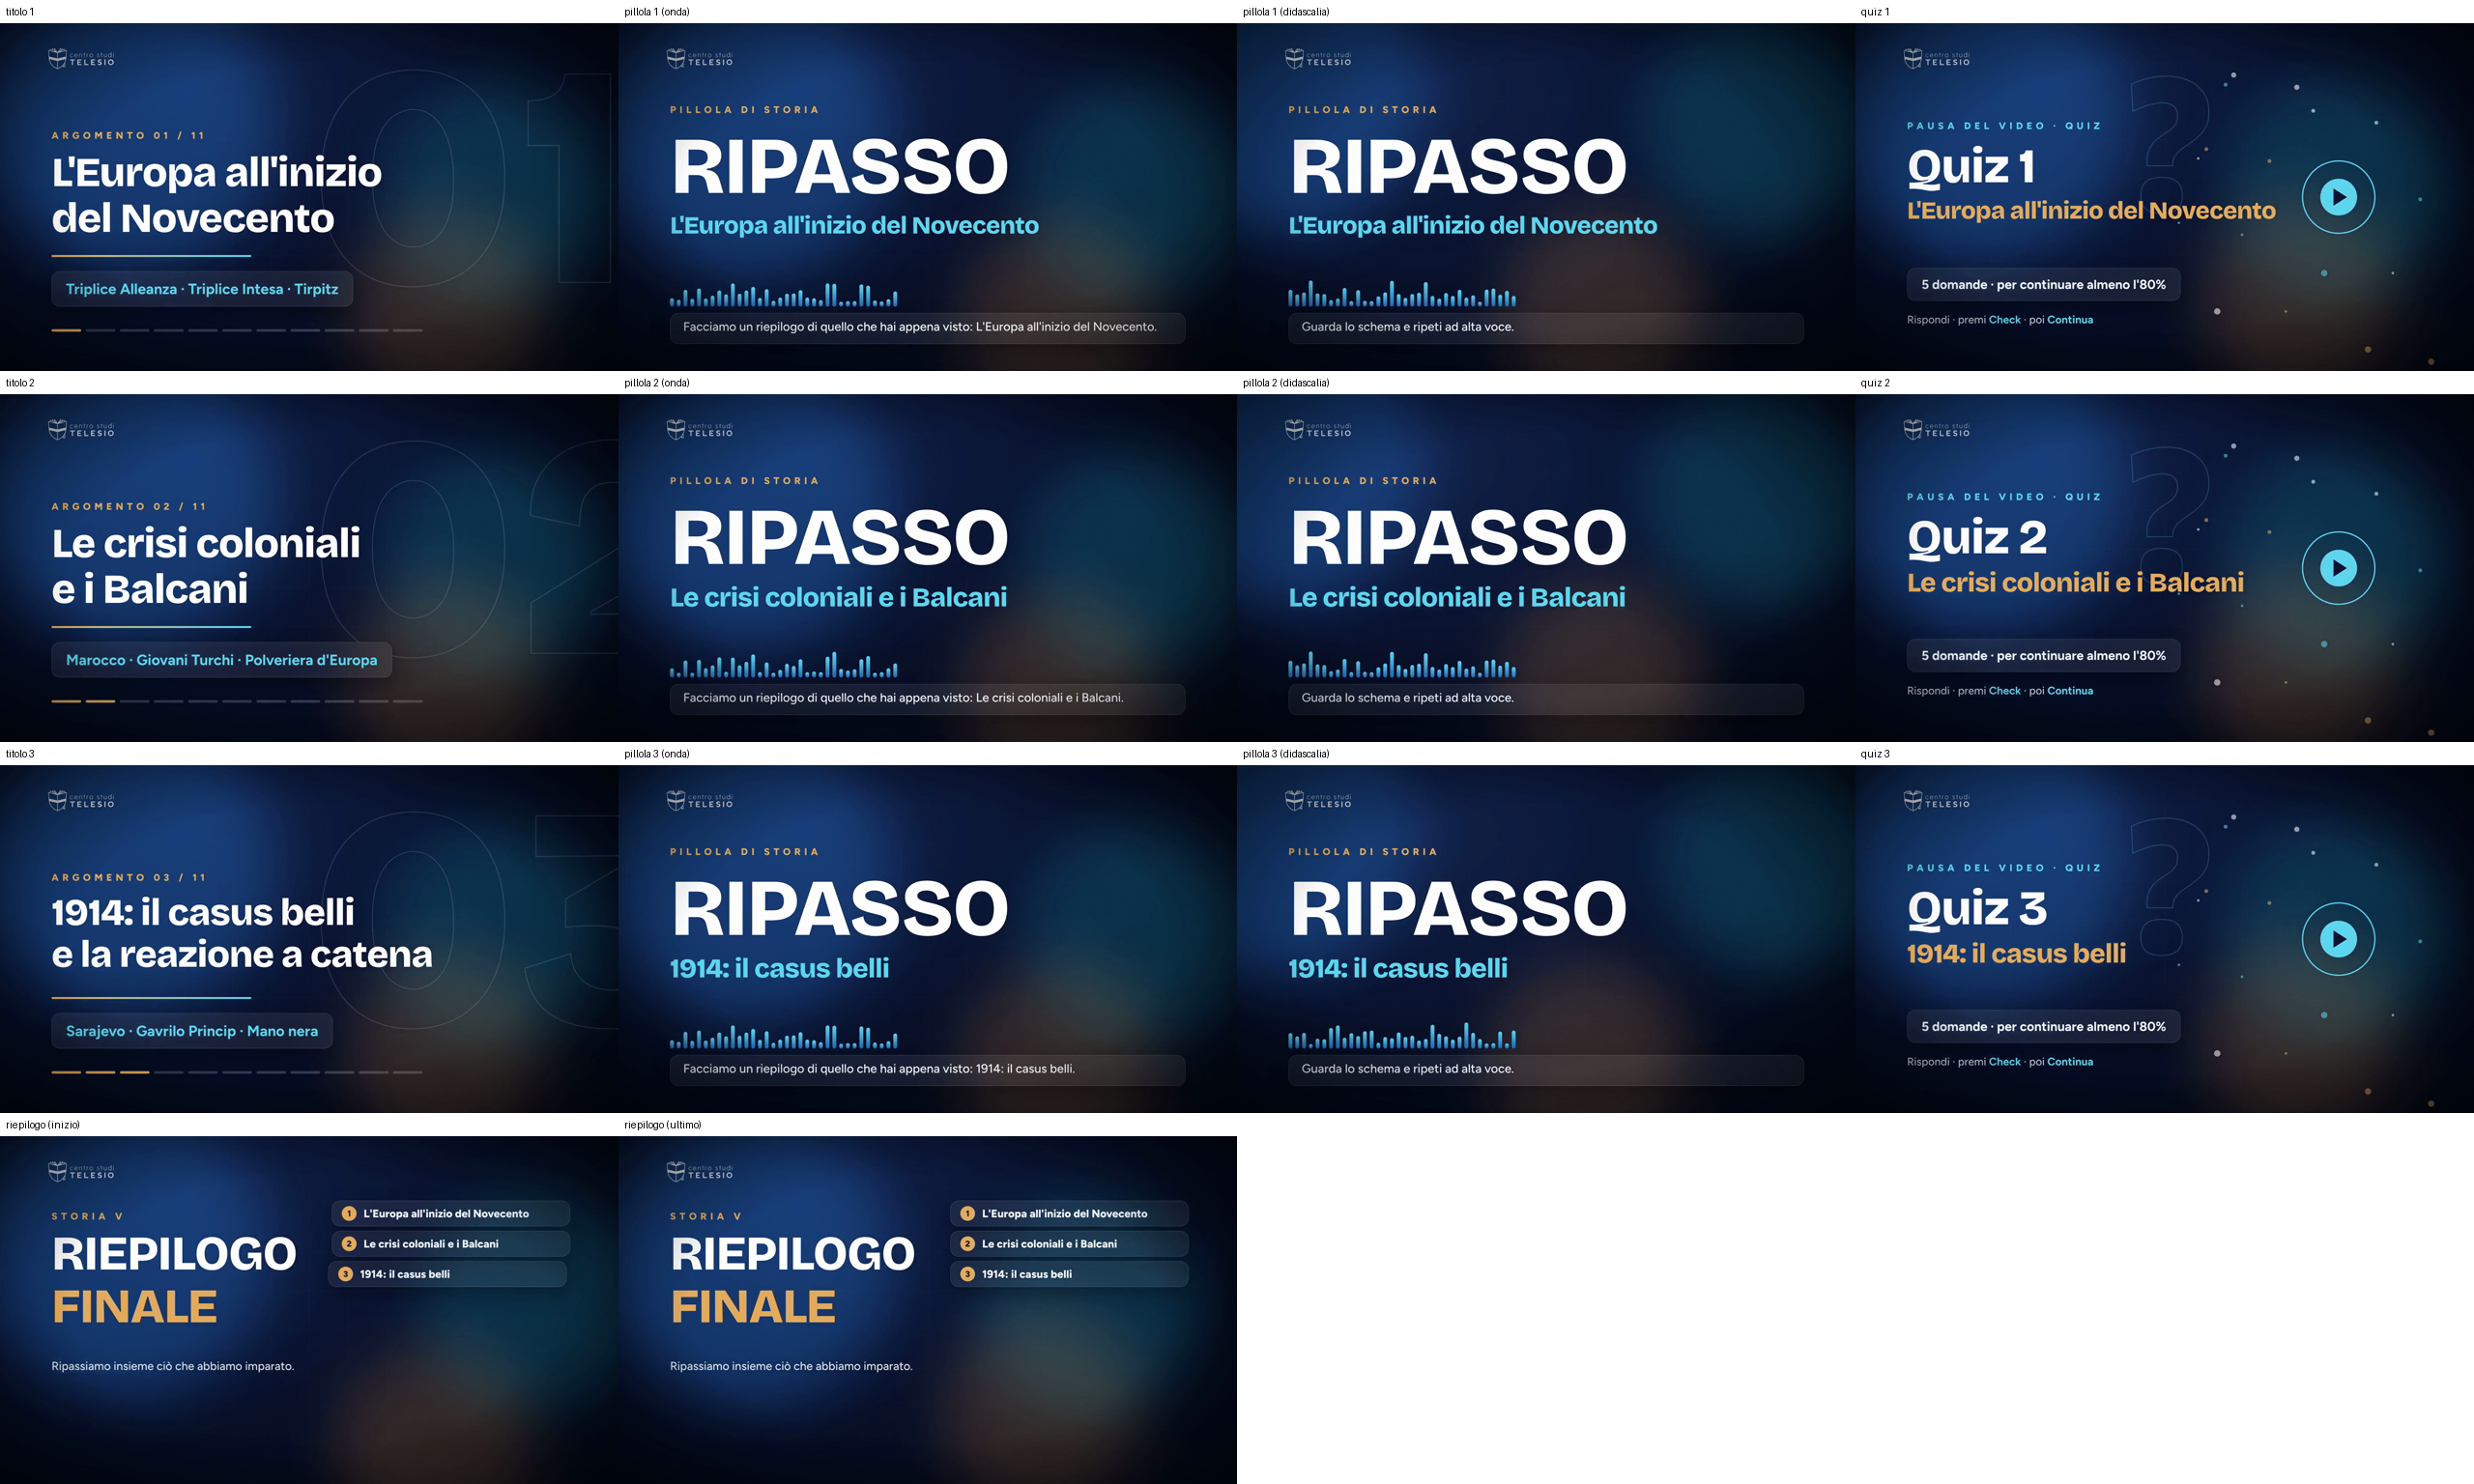 titolo 1
centro studi
TELESIO
01
ARGOMENTO 01 / 11
L'Europa all'inizio
del Novecento
Triplice Alleanza · Triplice Intesa · Tirpitz
pillola 1 (onda)
centro studi
TELESIO
PILLOLA DI STORIA
RIPASSO
L'Europa all'inizio del Novecento
Facciamo un riepilogo di quello che hai appena visto: L'Europa all'inizio del Novecento.
pillola 1 (didascalia)
centro studi
TELESIO
PILLOLA DI STORIA
RIPASSO
L'Europa all'inizio del Novecento
Guarda lo schema e ripeti ad alta voce.
quiz 1
centro studi
TELESIO
?
PAUSA DEL VIDEO · QUIZ
Quiz 1
L'Europa all'inizio del Novecento
5 domande · per continuare almeno l'80%
Rispondi · premi Check · poi Continua
titolo 2
centro studi
TELESIO
02
ARGOMENTO 02 / 11
Le crisi coloniali
e i Balcani
Marocco · Giovani Turchi · Polveriera d'Europa
pillola 2 (onda)
centro studi
TELESIO
PILLOLA DI STORIA
RIPASSO
Le crisi coloniali e i Balcani
Facciamo un riepilogo di quello che hai appena visto: Le crisi coloniali e i Balcani.
pillola 2 (didascalia)
centro studi
TELESIO
PILLOLA DI STORIA
RIPASSO
Le crisi coloniali e i Balcani
Guarda lo schema e ripeti ad alta voce.
quiz 2
centro studi
TELESIO
?
PAUSA DEL VIDEO · QUIZ
Quiz 2
Le crisi coloniali e i Balcani
5 domande · per continuare almeno l'80%
Rispondi · premi Check · poi Continua
titolo 3
centro studi
TELESIO
03
ARGOMENTO 03 / 11
1914: il casus belli
e la reazione a catena
Sarajevo · Gavrilo Princip · Mano nera
pillola 3 (onda)
centro studi
TELESIO
PILLOLA DI STORIA
RIPASSO
1914: il casus belli
Facciamo un riepilogo di quello che hai appena visto: 1914: il casus belli.
pillola 3 (didascalia)
centro studi
TELESIO
PILLOLA DI STORIA
RIPASSO
1914: il casus belli
Guarda lo schema e ripeti ad alta voce.
quiz 3
centro studi
TELESIO
?
PAUSA DEL VIDEO · QUIZ
Quiz 3
1914: il casus belli
5 domande · per continuare almeno l'80%
Rispondi · premi Check · poi Continua
riepilogo (inizio)
centro studi
TELESIO
STORIA V
RIEPILOGO
FINALE
Ripassiamo insieme ciò che abbiamo imparato.
1 L'Europa all'inizio del Novecento
2 Le crisi coloniali e i Balcani
3 1914: il casus belli
riepilogo (ultimo)
centro studi
TELESIO
STORIA V
RIEPILOGO
FINALE
Ripassiamo insieme ciò che abbiamo imparato.
1 L'Europa all'inizio del Novecento
2 Le crisi coloniali e i Balcani
3 1914: il casus belli